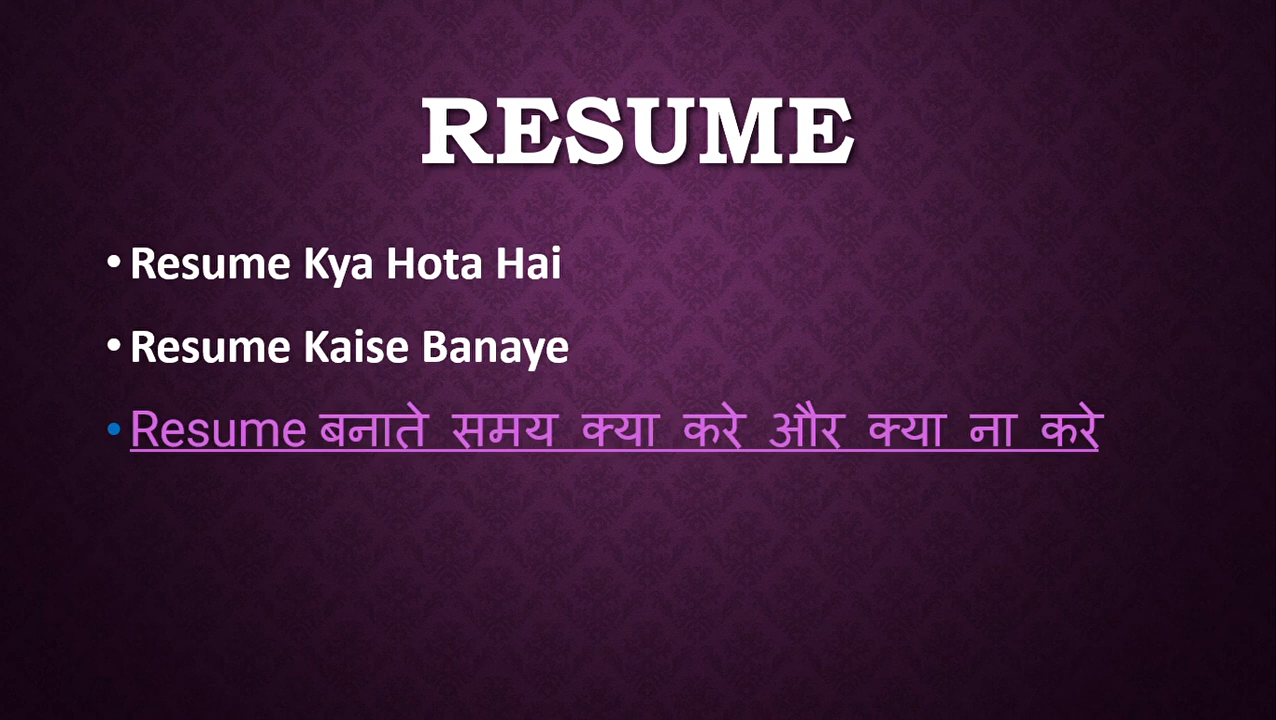 RESUME
• Resume Kya Hota Hai
• Resume Kaise Banaye
• Resume बनाते समय क्या करे और क्या ना करे